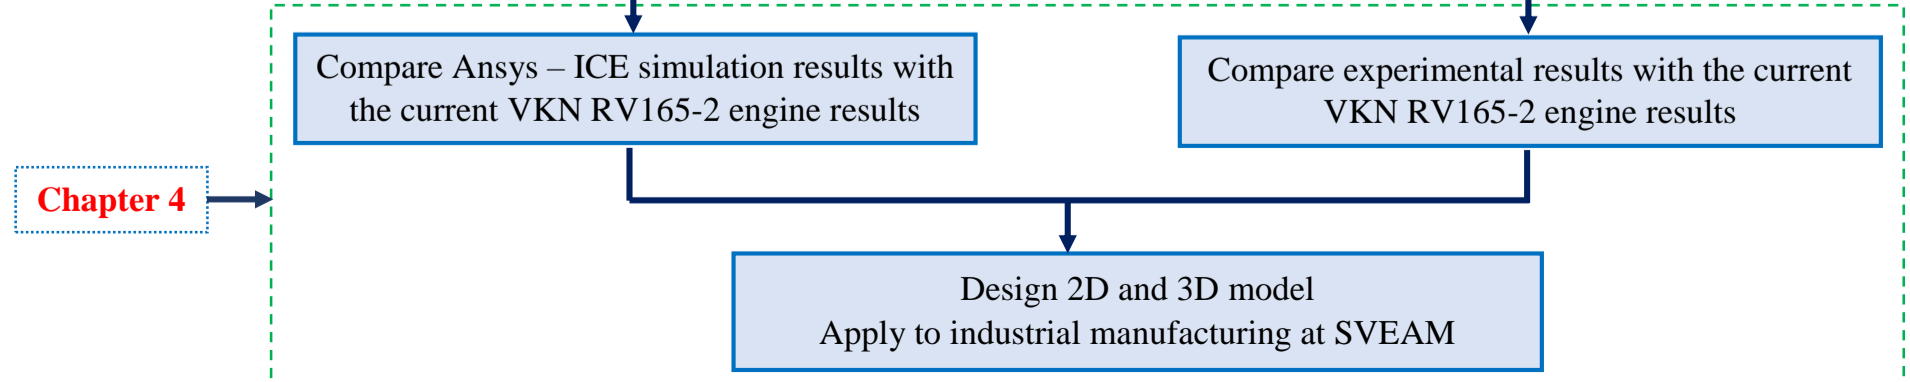 Compare Ansys – ICE simulation results with
the current VKN RV165-2 engine results
Compare experimental results with the current
VKN RV165-2 engine results
Chapter 4
Design 2D and 3D model
Apply to industrial manufacturing at SVEAM